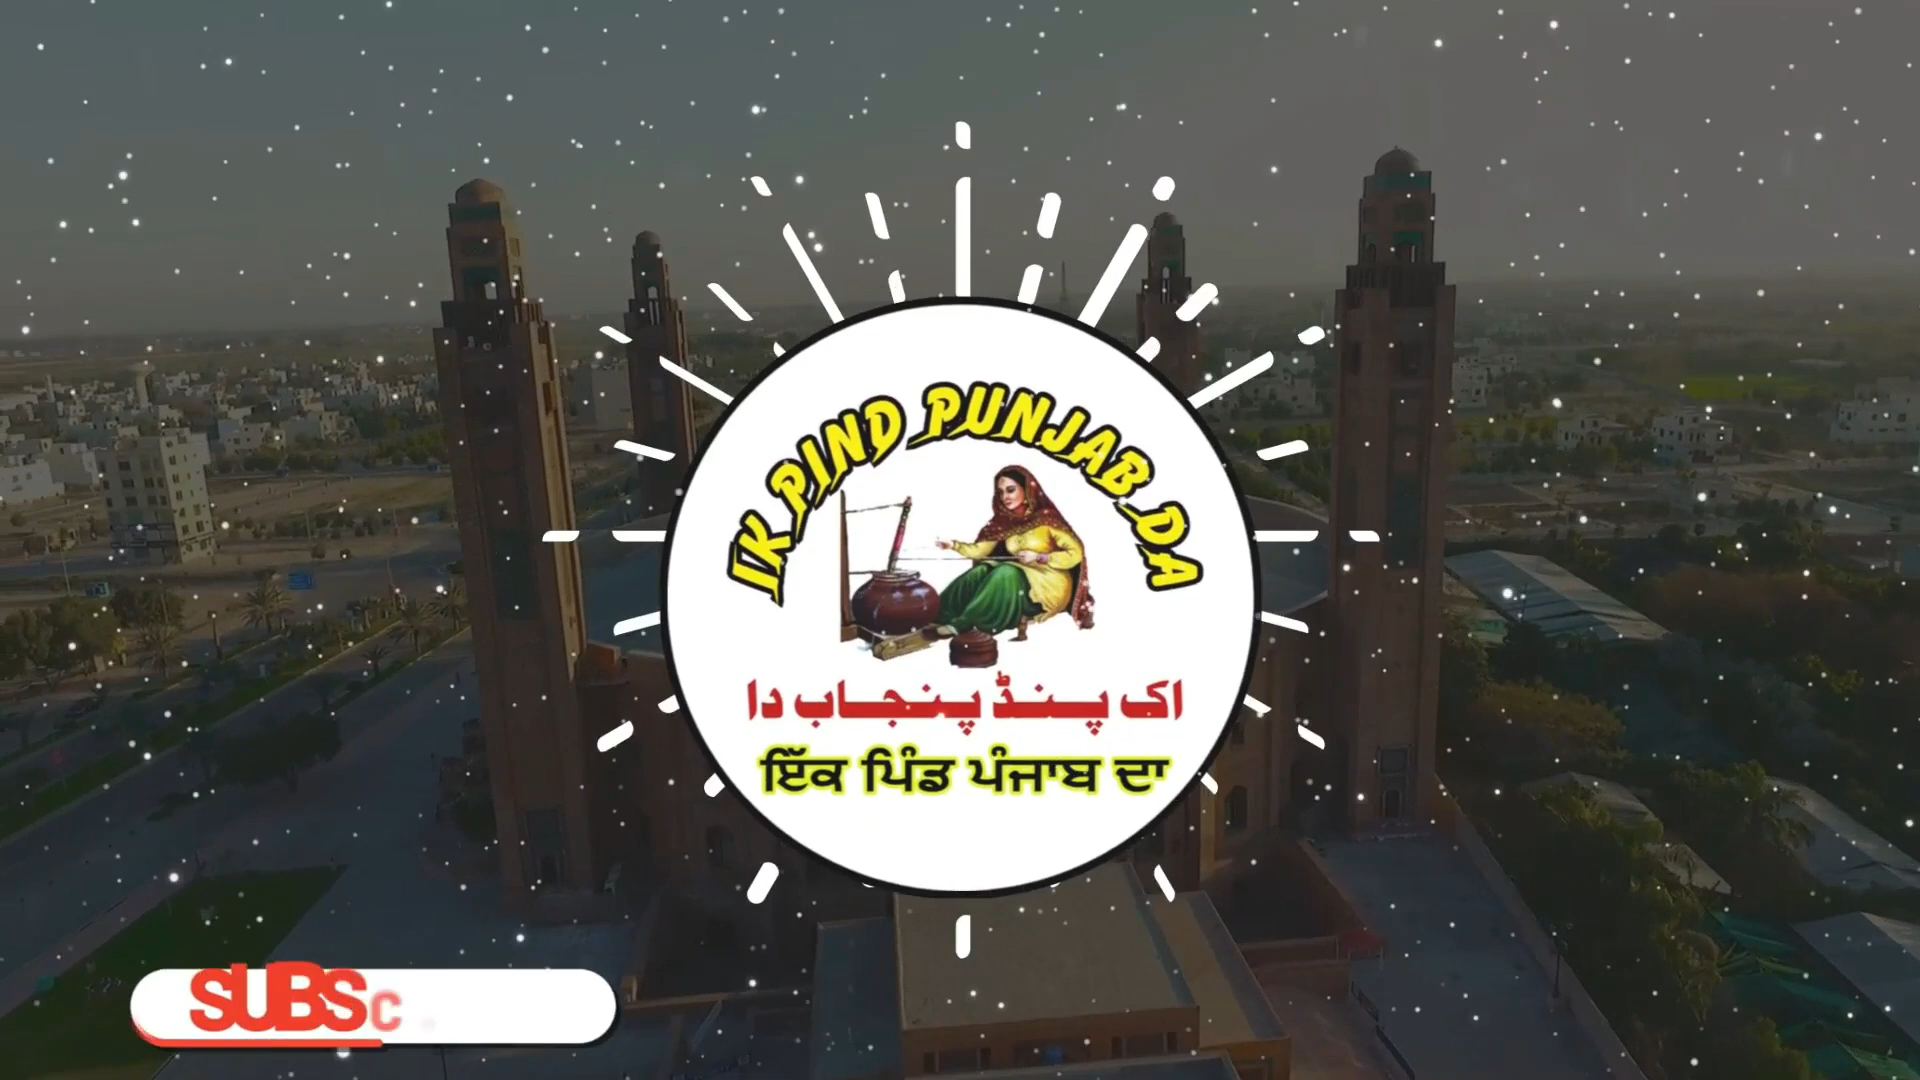 IK PIND PUNJAB DA
اک پنڈ پنجاب دا
ਇੱਕ ਪਿੰਡ ਪੰਜਾਬ ਦਾ
SUBSC